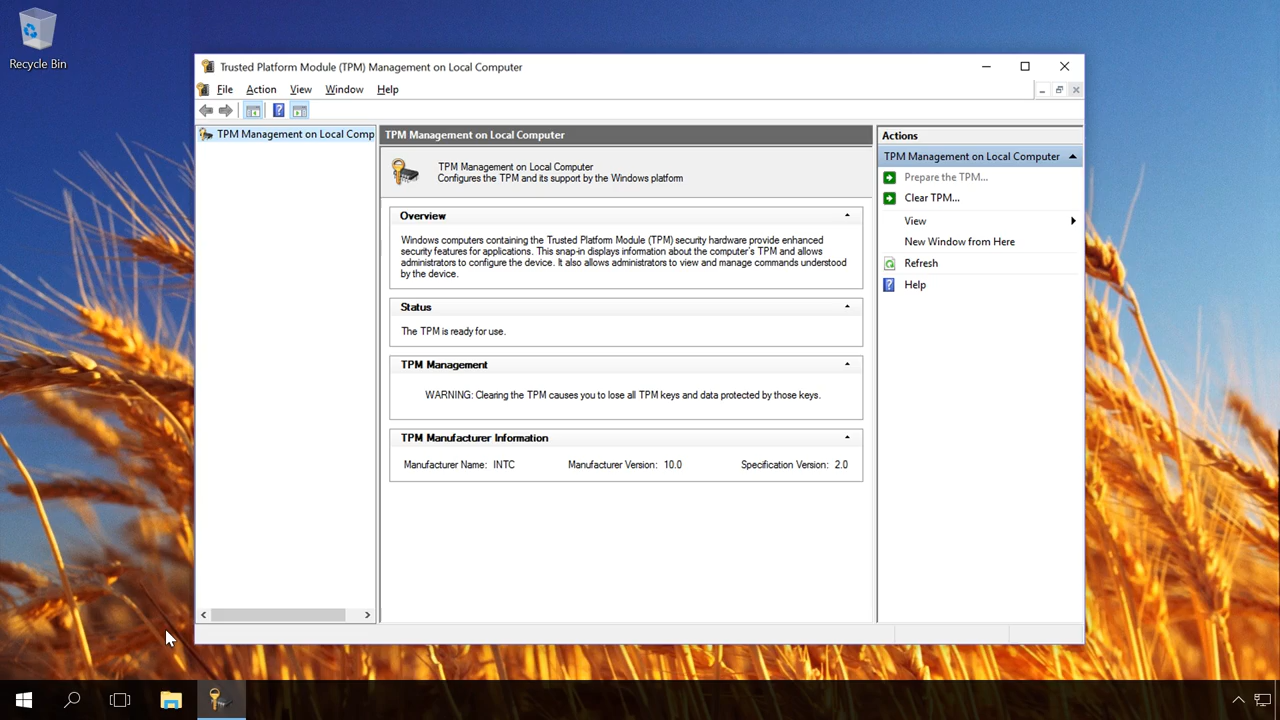 Recycle Bin
Trusted Platform Module (TPM) Management on Local Computer
File Action View Window Help
TPM Management on Local Comp
TPM Management on Local Computer
TPM Management on Local Computer
Configures the TPM and its support by the Windows platform
Overview
Windows computers containing the Trusted Platform Module (TPM) security hardware provide enhanced
security features for applications. This snap-in displays information about the computer's TPM and allows
administrators to configure the device. It also allows administrators to view and manage commands understood
by the device.
Status
The TPM is ready for use.
TPM Management
WARNING: Clearing the TPM causes you to lose all TPM keys and data protected by those keys.
TPM Manufacturer Information
Manufacturer Name: INTC Manufacturer Version: 10.0 Specification Version: 2.0
Actions
TPM Management on Local Computer
Prepare the TPM...
Clear TPM...
View
New Window from Here
Refresh
Help